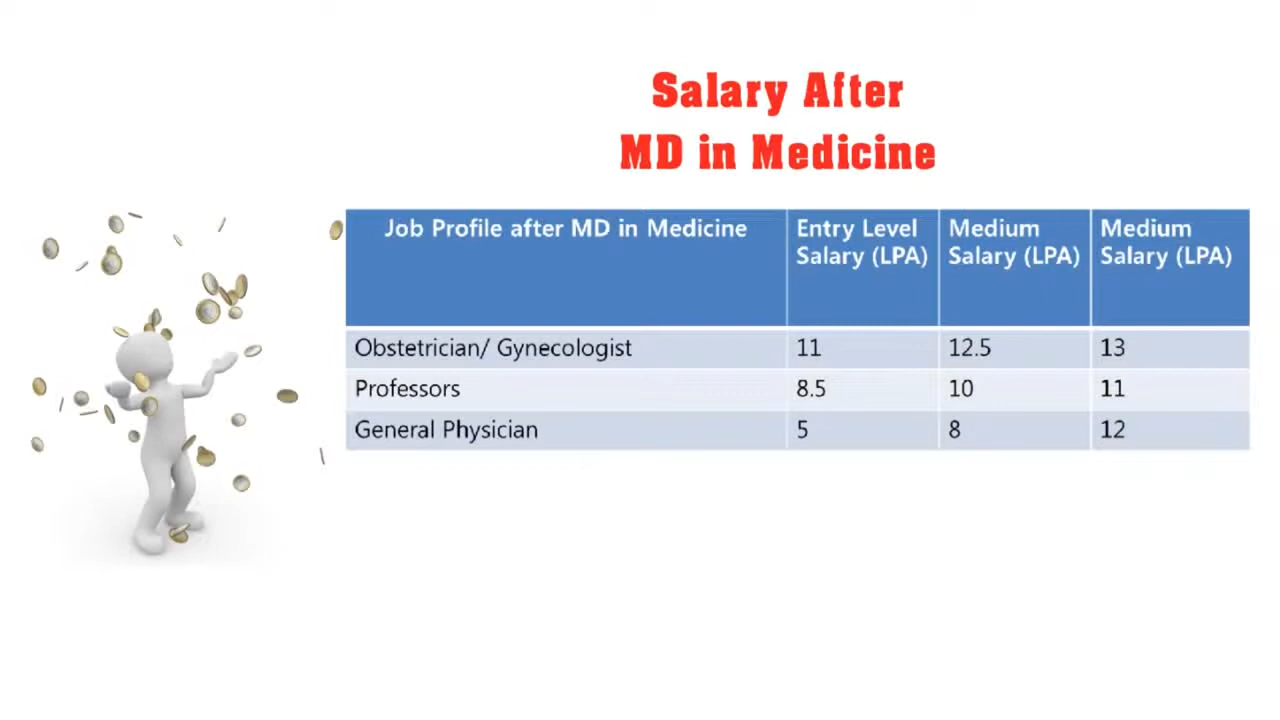 Salary After
MD in Medicine
Job Profile after MD in Medicine Entry Level Medium Medium
Salary (LPA) Salary (LPA) Salary (LPA)
Obstetrician/ Gynecologist 11 12.5 13
Professors 8.5 10 11
General Physician 5 8 12